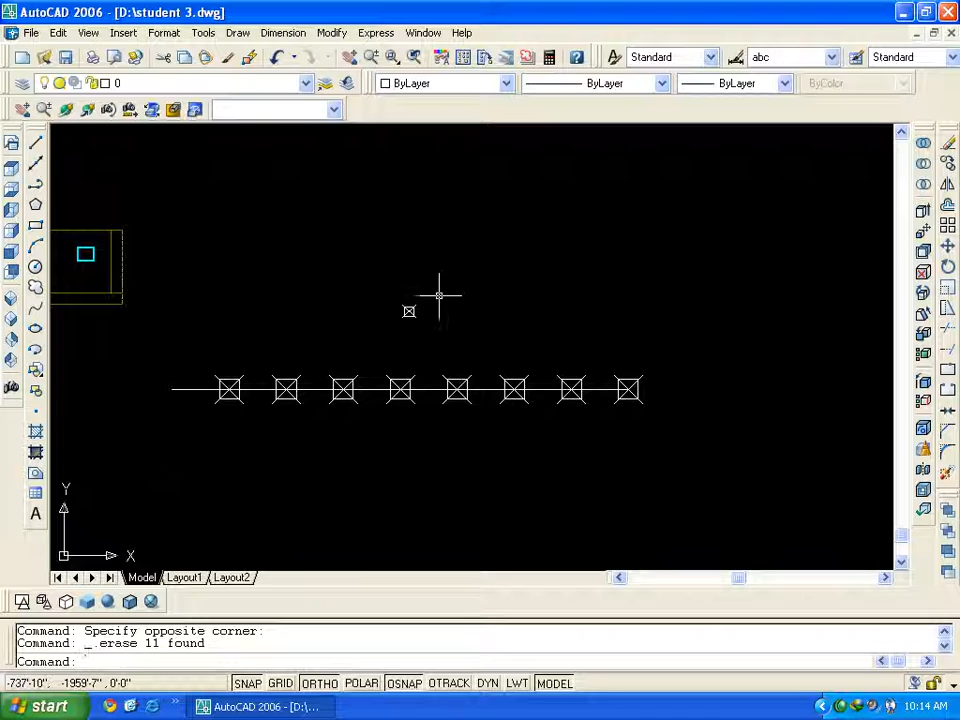 AutoCAD 2006 - [D:\student 3.dwg]
File Edit View Insert Format Tools Draw Dimension Modify Express Window Help
Standard abc Standard
0 ByLayer ByLayer ByLayer ByColor
Y
X
Model Layout1 Layout2
Command: Specify opposite corner:
Command: _.erase 11 found
Command:
-737'-10", -1959'-7", 0'-0" SNAP GRID ORTHO POLAR OSNAP OTRACK DYN LWT MODEL
start AutoCAD 2006 - [D:\... 10:14 AM